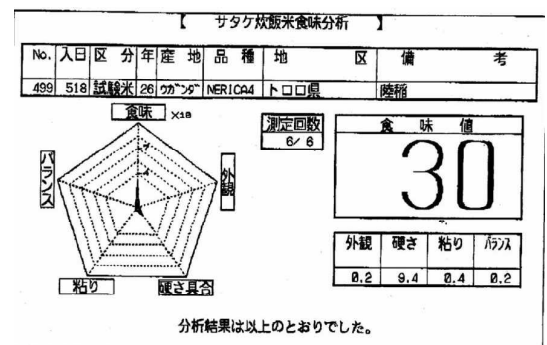 【 サタケ炊飯米食味分析 】
No. 入日 区分 年 産地 品種 地区 備考
499 518 試験米 26 ウガンダ NERICA4 トロロ県 陸稲
食味 ×10
測定回数
6/ 6
食味値
30
バランス
外観
粘り
硬さ具合
外観 硬さ 粘り バランス
0.2 9.4 0.4 0.2
分析結果は以上のとおりでした。